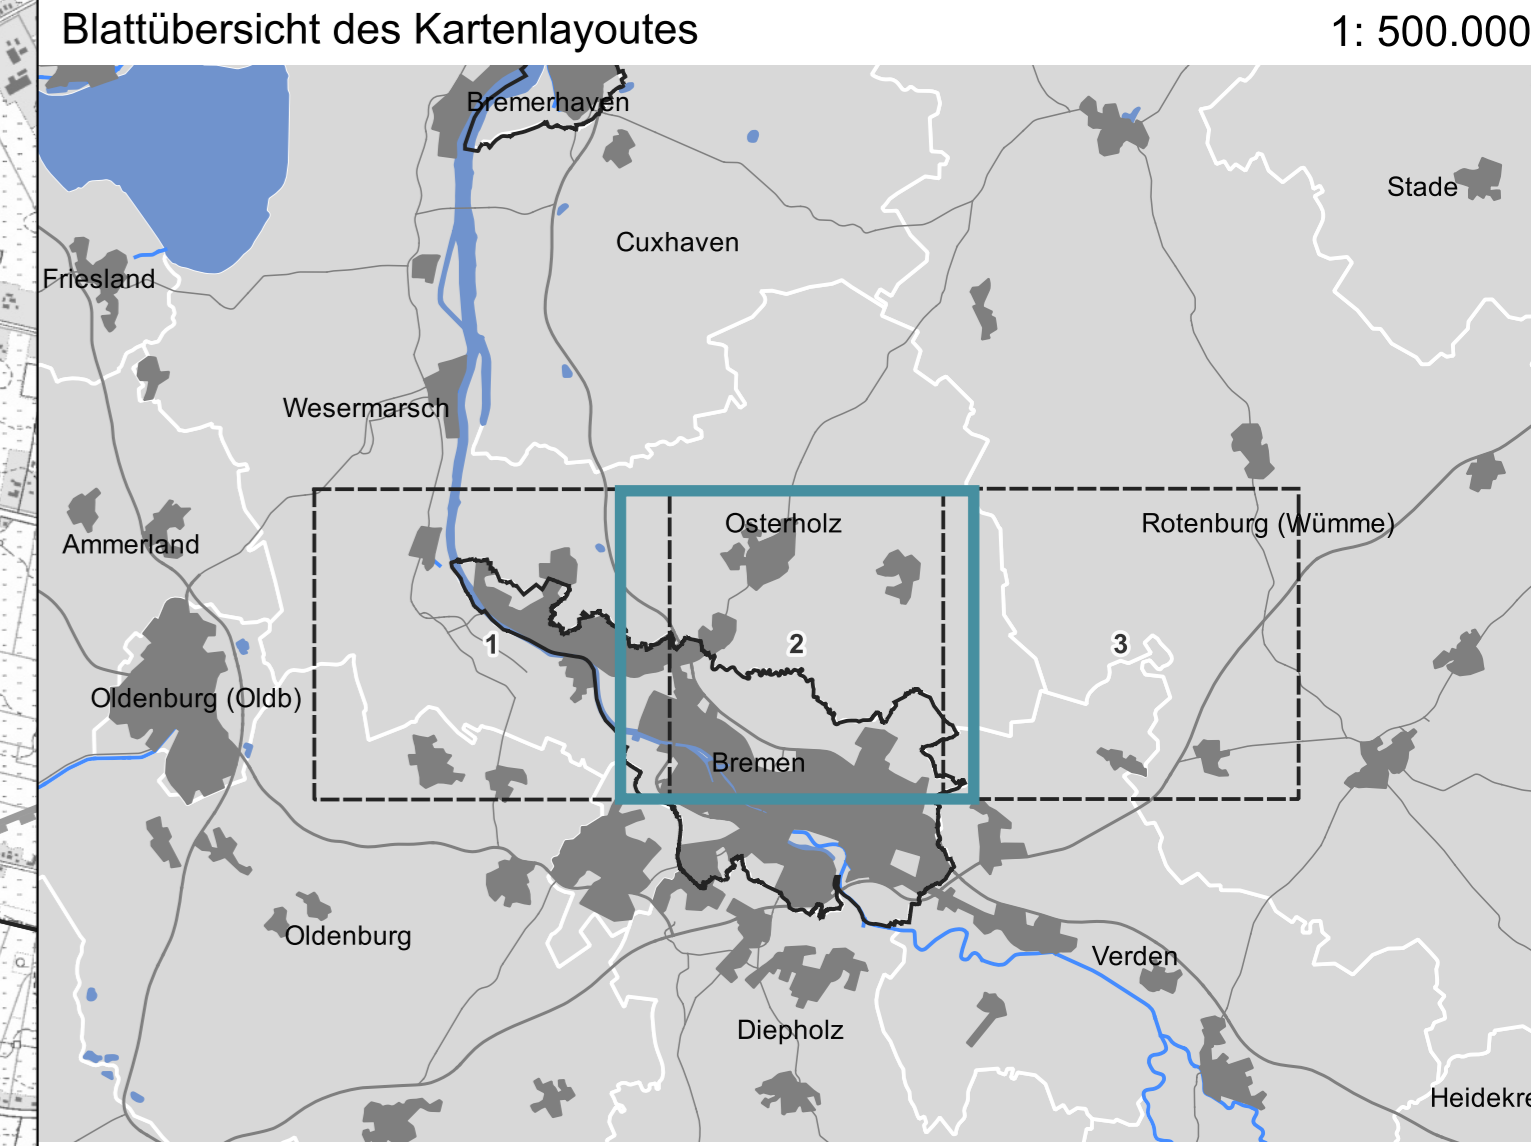 Blattübersicht des Kartenlayoutes
1: 500.000
Bremerhaven
Stade
Cuxhaven
Friesland
Wesermarsch
Osterholz
Rotenburg (Wümme)
Ammerland
1
2
3
Oldenburg (Oldb)
Bremen
Oldenburg
Verden
Diepholz
Heidekre